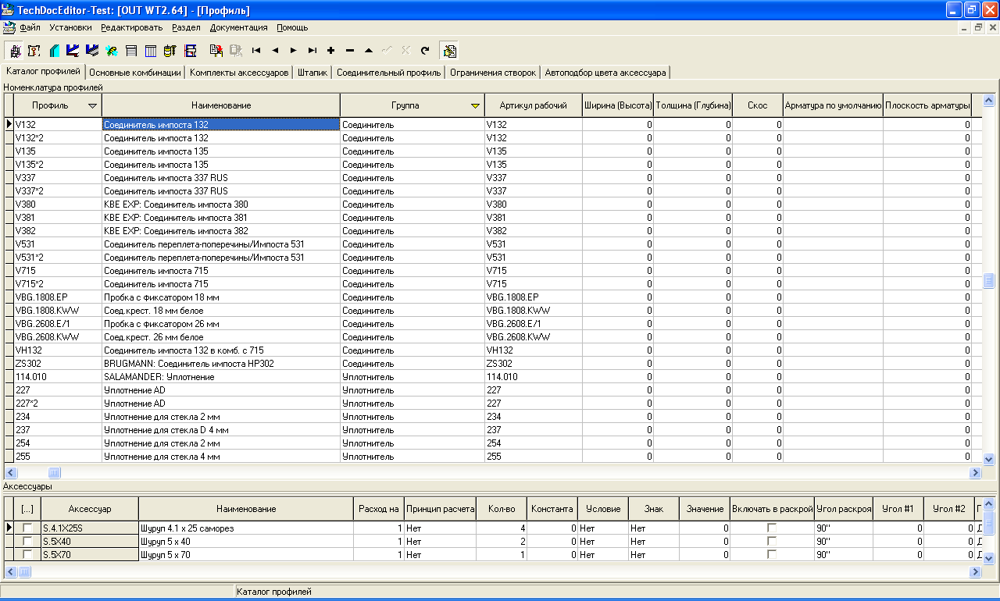 TechDocEditor-Test: [OUT WT2.64] - [Профиль]
Файл Установки Редактировать Раздел Документация Помощь
Каталог профилей Основные комбинации Комплекты аксессуаров Штапик Соединительный профиль Ограничения створок Автоподбор цвета аксессуара
Номенклатура профилей
Профиль Наименование Группа Артикул рабочий Ширина (Высота) Толщина (Глубина) Скос Арматура по умолчанию Плоскость арматуры
V132 Соединитель импоста 132 Соединитель V132 0 0 0 0
V132*2 Соединитель импоста 132 Соединитель V132 0 0 0 0
V135 Соединитель импоста 135 Соединитель V135 0 0 0 0
V135*2 Соединитель импоста 135 Соединитель V135 0 0 0 0
V337 Соединитель импоста 337 RUS Соединитель V337 0 0 0 0
V337*2 Соединитель импоста 337 RUS Соединитель V337 0 0 0 0
V380 KBE EXP: Соединитель импоста 380 Соединитель V380 0 0 0 0
V381 KBE EXP: Соединитель импоста 381 Соединитель V381 0 0 0 0
V382 KBE EXP: Соединитель импоста 382 Соединитель V382 0 0 0 0
V531 Соединитель переплета-поперечины/Импоста 531 Соединитель V531 0 0 0 0
V531*2 Соединитель переплета-поперечины/Импоста 531 Соединитель V531 0 0 0 0
V715 Соединитель импоста 715 Соединитель V715 0 0 0 0
V715*2 Соединитель импоста 715 Соединитель V715 0 0 0 0
VBG.1808.EP Пробка с фиксатором 18 мм Соединитель VBG.1808.EP 0 0 0 0
VBG.1808.KWW Соед.крест. 18 мм белое Соединитель VBG.1808.KWW 0 0 0 0
VBG.2608.E/1 Пробка с фиксатором 26 мм Соединитель VBG.2608.E/1 0 0 0 0
VBG.2608.KWW Соед.крест. 26 мм белое Соединитель VBG.2608.KWW 0 0 0 0
VH132 Соединитель импоста 132 в комб. с 715 Соединитель VH132 0 0 0 0
ZS302 BRUGMANN: Соединитель импоста HP302 Соединитель ZS302 0 0 0 0
114.010 SALAMANDER: Уплотнение Уплотнитель 114.010 0 0 0 0
227 Уплотнение AD Уплотнитель 227 0 0 0 0
227*2 Уплотнение AD Уплотнитель 227 0 0 0 0
234 Уплотнение для стекла 2 мм Уплотнитель 234 0 0 0 0
237 Уплотнение для стекла D 4 мм Уплотнитель 237 0 0 0 0
254 Уплотнение для стекла 2 мм Уплотнитель 254 0 0 0 0
255 Уплотнение для стекла 4 мм Уплотнитель 255 0 0 0 0
Аксессуары
[...] Аксессуар Наименование Расход на Принцип расчета Кол-во Константа Условие Знак Значение Включать в раскрой Угол раскроя Угол #1 Угол #2
S.4.1X25S Шуруп 4.1 x 25 саморез 1 Нет 4 0 Нет Нет 0 90" 0 0
S.5X40 Шуруп 5 x 40 1 Нет 2 0 Нет Нет 0 90" 0 0
S.5X70 Шуруп 5 x 70 1 Нет 1 0 Нет Нет 0 90" 0 0
Каталог профилей